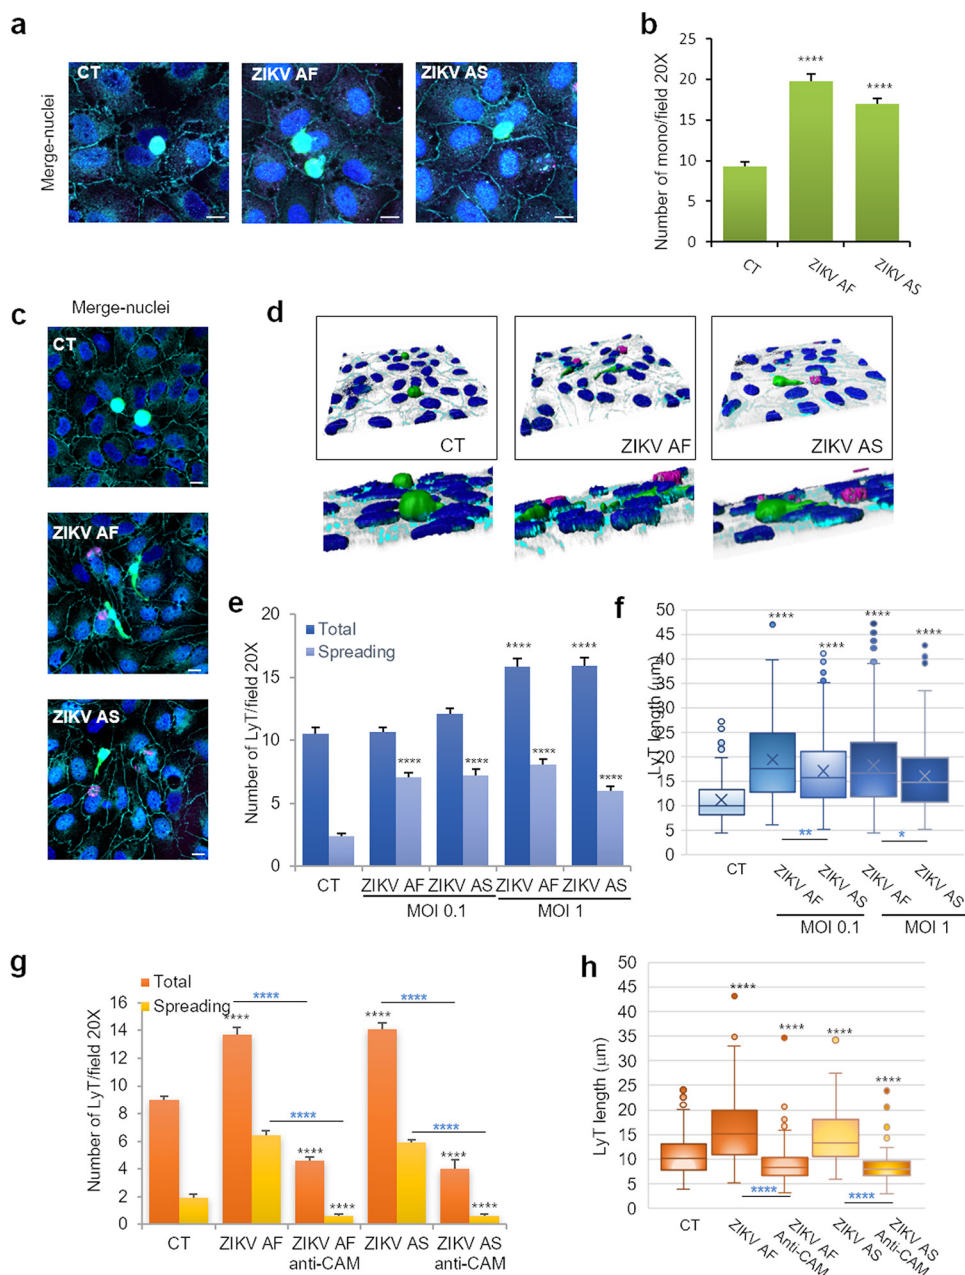 a
CT
ZIKV AF
ZIKV AS
Merge-nuclei
b
Number of mono/field 20X
25
20
15
10
5
0
****
****
CT
ZIKV AF
ZIKV AS
c
Merge-nuclei
CT
ZIKV AF
ZIKV AS
d
CT
ZIKV AF
ZIKV AS
e
Number of LyT/field 20X
20
15
10
5
0
Total
Spreading
****
****
****
****
****
****
CT
ZIKV AF
ZIKV AS
ZIKV AF
ZIKV AS
MOI 0.1
MOI 1
f
LyT length (µm)
50
45
40
35
30
25
20
15
10
5
0
****
****
****
****
**
*
CT
ZIKV AF
ZIKV AS
ZIKV AF
ZIKV AS
MOI 0.1
MOI 1
g
Total
Spreading
Number of LyT/field 20X
16
14
12
10
8
6
4
2
0
****
****
****
****
****
****
****
****
****
****
CT
ZIKV AF
ZIKV AF
anti-CAM
ZIKV AS
ZIKV AS
anti-CAM
h
LyT length (µm)
50
45
40
35
30
25
20
15
10
5
0
****
****
****
****
****
****
CT
ZIKV AF
ZIKV AF
Anti-CAM
ZIKV AS
ZIKV AS
Anti-CAM